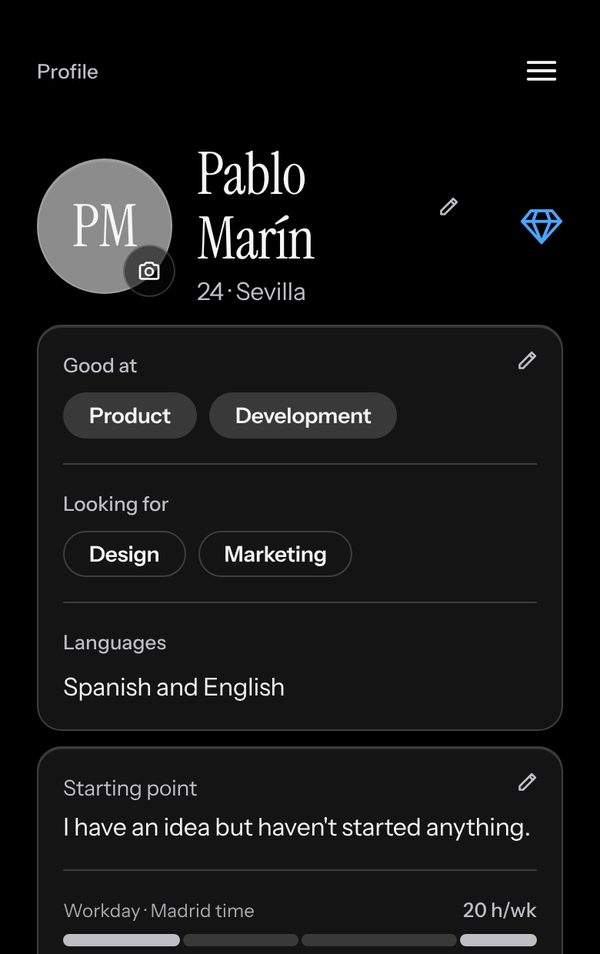 Profile
PM
Pablo
Marín
24 · Sevilla
Good at
Product Development
Looking for
Design Marketing
Languages
Spanish and English
Starting point
I have an idea but haven't started anything.
Workday · Madrid time 20 h/wk